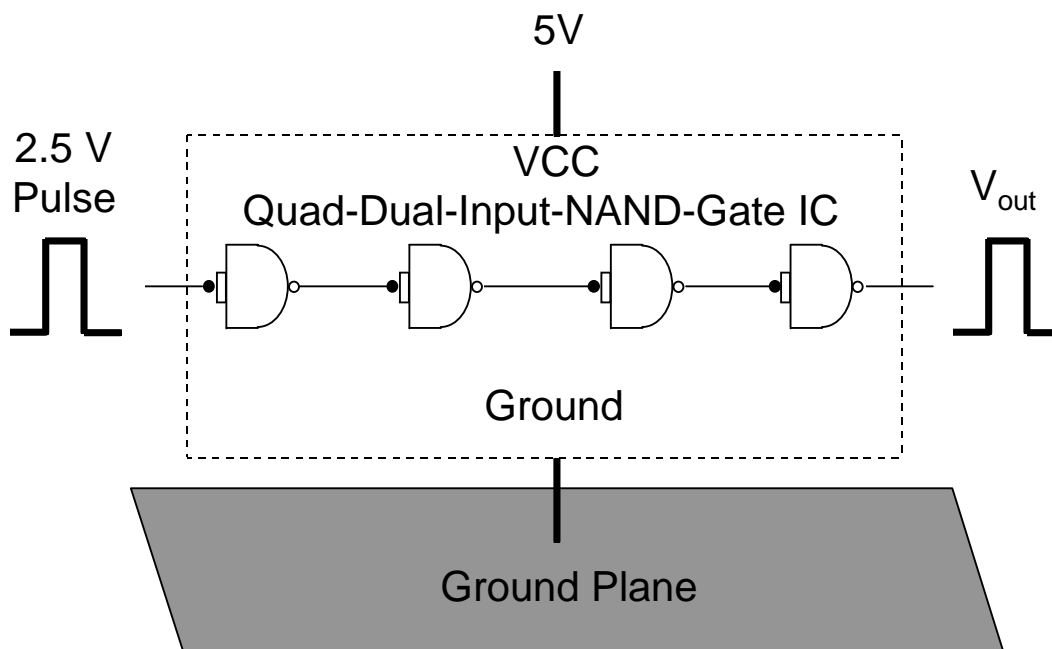 5V
2.5 V
Pulse
VCC
Quad-Dual-Input-NAND-Gate IC
Vout
Ground
Ground Plane